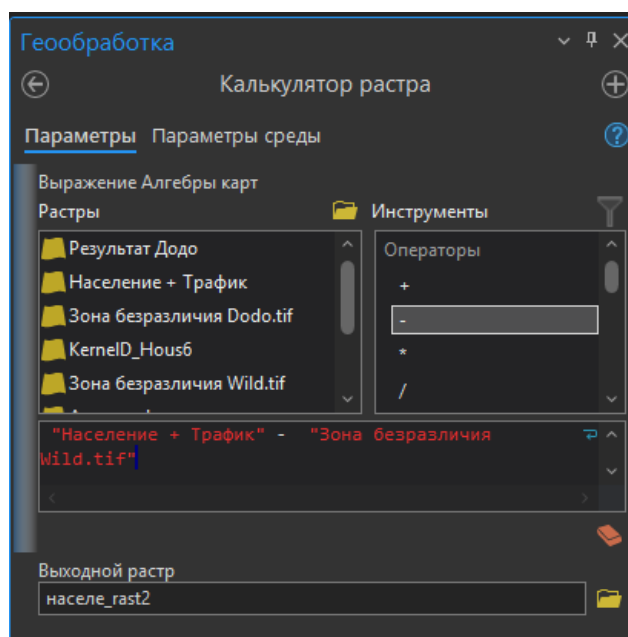 Геообработка
Калькулятор растра
Параметры Параметры среды
Выражение Алгебры карт
Растры
Инструменты
Результат Додо
Население + Трафик
Зона безразличия Dodo.tif
KernelD_Hous6
Зона безразличия Wild.tif
Операторы
+
-
*
/
"Население + Трафик" - "Зона безразличия
Wild.tif"
Выходной растр
населе_rast2